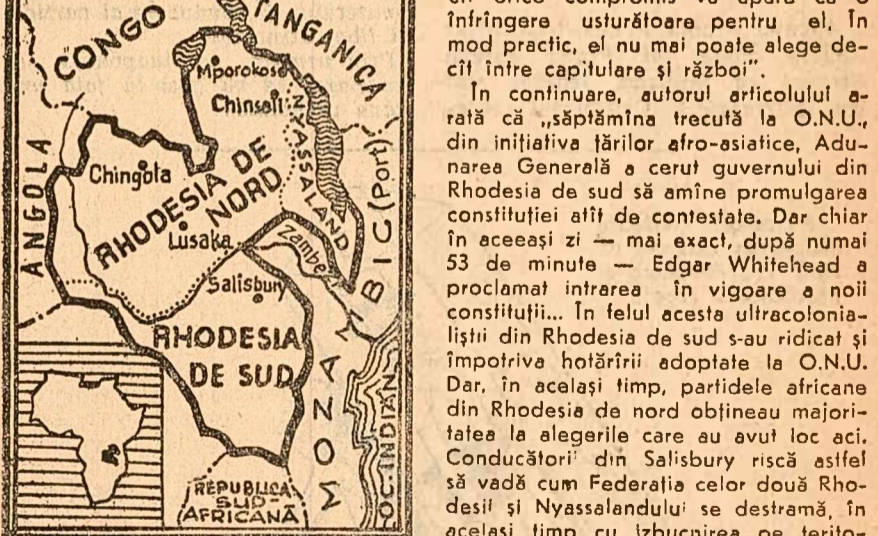 CONGO
TANGANICA
Mporokoso
Chinsali
NYASSALAND
ANGOLA
Chingola
RHODESIA DE
NORD
Lusaka
Zambe
Salisbury
RHODESIA
DE SUD
MOZAMBIC (Port)
OC. INDIAN
REPUBLICA
SUD-
AFRICANĂ
înfrîngere usturătoare pentru el. În
mod practic, el nu mai poate alege de-
cît între capitulare și război”.
În continuare, autorul articolului a-
rată că „săptămîna trecută la O.N.U.,
din inițiativa țărilor afro-asiatice, Adu-
narea Generală a cerut guvernului din
Rhodesia de sud să amîne promulgarea
constituției atît de contestate. Dar chiar
în aceeași zi — mai exact, după numai
53 de minute — Edgar Whitehead a
proclamat intrarea în vigoare a noii
constituții... În felul acesta ultracolonia-
liștii din Rhodesia de sud s-au ridicat și
împotriva hotărîrii adoptate la O.N.U.
Dar, în același timp, partidele africane
din Rhodesia de nord obțineau majori-
tatea la alegerile care au avut loc aci.
Conducătorii din Salisbury riscă astfel
să vadă cum Federația celor două Rho-
desii și Nyassalandului se destramă, în
același timp cu izbucnirea pe terito-